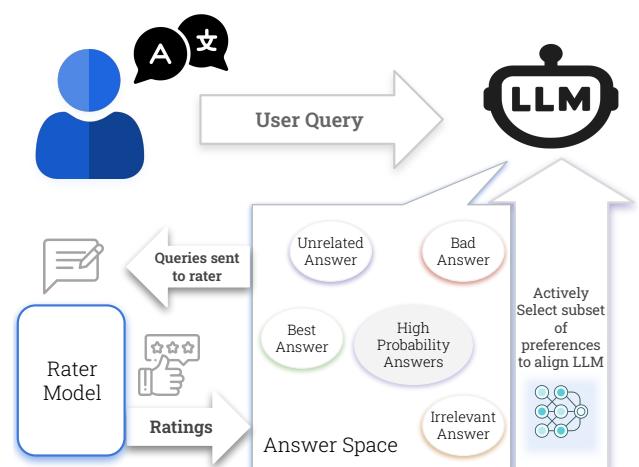 A 文
User Query
LLM
Queries sent
to rater
Unrelated
Answer
Bad
Answer
Best
Answer
High
Probability
Answers
Irrelevant
Answer
Answer Space
Rater
Model
Ratings
Actively
Select subset
of
preferences
to align LLM